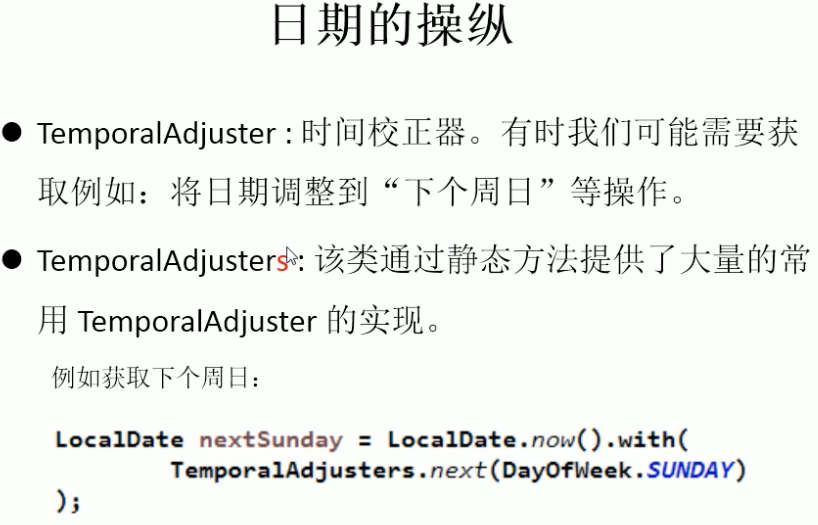 日期的操纵
● TemporalAdjuster : 时间校正器。有时我们可能需要获
取例如：将日期调整到“下个周日”等操作。
● TemporalAdjusters : 该类通过静态方法提供了大量的常
用 TemporalAdjuster 的实现。
例如获取下个周日：
LocalDate nextSunday = LocalDate.now().with(
TemporalAdjusters.next(DayOfWeek.SUNDAY)
);